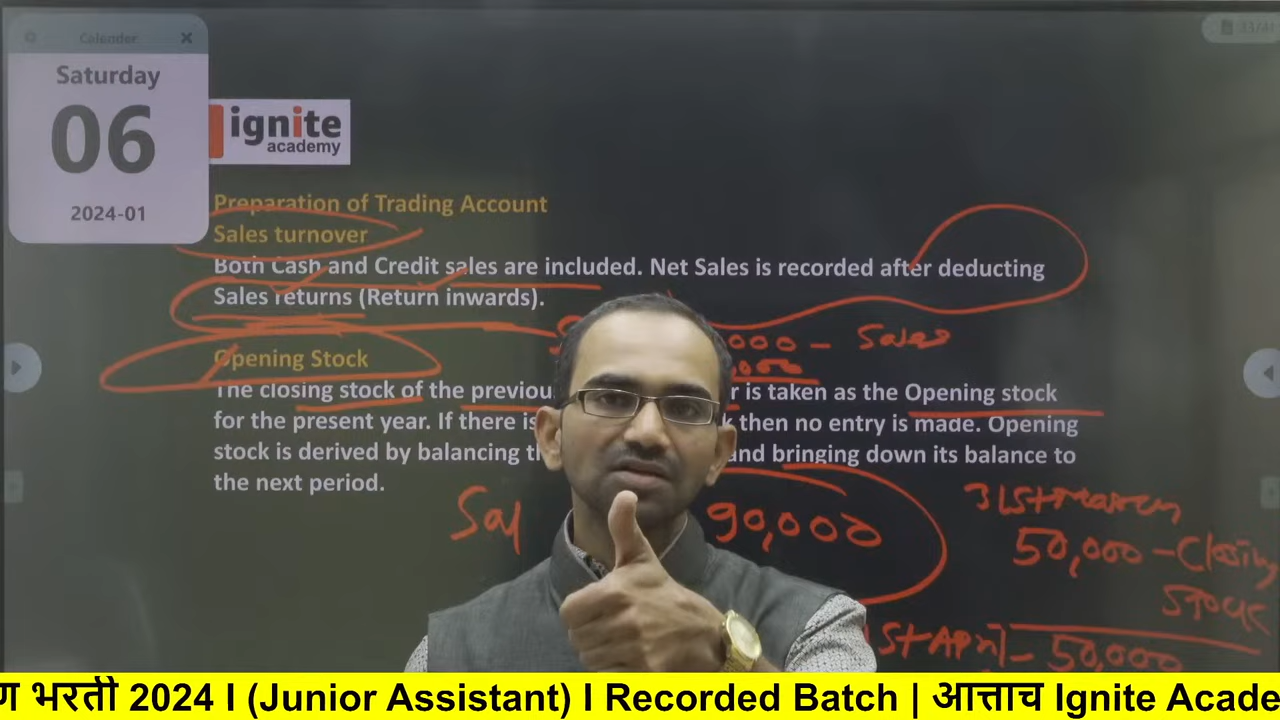 Calender
Saturday
06
2024-01
ignite
academy
Preparation of Trading Account
Sales turnover
Both Cash and Credit sales are included. Net Sales is recorded after deducting
Sales returns (Return inwards).
000 - Sales
,000
Opening Stock
The closing stock of the previou r is taken as the Opening stock
for the present year. If there is k then no entry is made. Opening
stock is derived by balancing th and bringing down its balance to
the next period.
Sal 90,000
31st march
50,000 - Closing
Stock
1st Apri] - 50,000
ण भरती 2024 I (Junior Assistant) I Recorded Batch | आत्ताच Ignite Acade